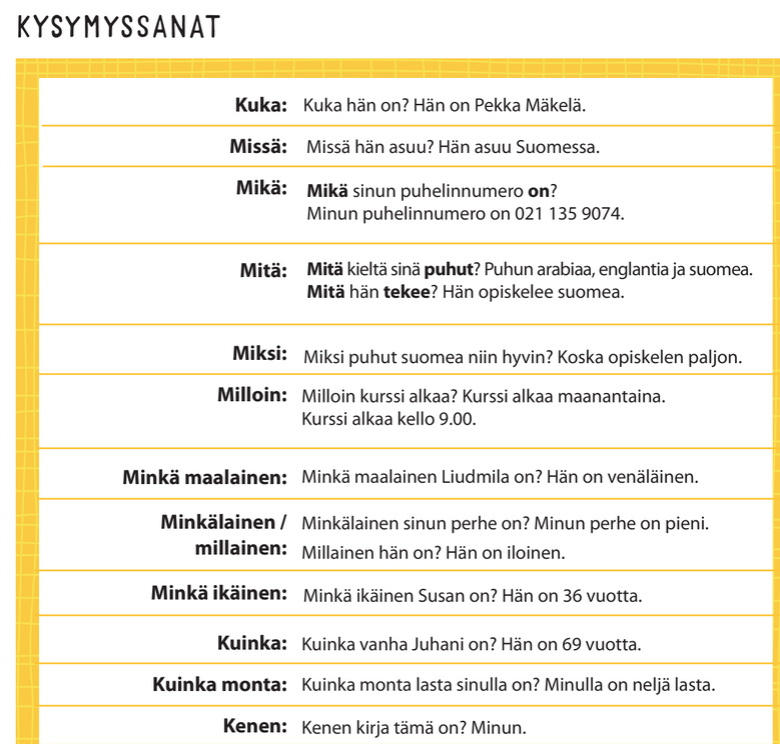 KYSYMYSSANAT
Kuka: Kuka hän on? Hän on Pekka Mäkelä.
Missä: Missä hän asuu? Hän asuu Suomessa.
Mikä: Mikä sinun puhelinnumero on?
Minun puhelinnumero on 021 135 9074.
Mitä: Mitä kieltä sinä puhut? Puhun arabiaa, englantia ja suomea.
Mitä hän tekee? Hän opiskelee suomea.
Miksi: Miksi puhut suomea niin hyvin? Koska opiskelen paljon.
Milloin: Milloin kurssi alkaa? Kurssi alkaa maanantaina.
Kurssi alkaa kello 9.00.
Minkä maalainen: Minkä maalainen Liudmila on? Hän on venäläinen.
Minkälainen / Minkälainen sinun perhe on? Minun perhe on pieni.
millainen: Millainen hän on? Hän on iloinen.
Minkä ikäinen: Minkä ikäinen Susan on? Hän on 36 vuotta.
Kuinka: Kuinka vanha Juhani on? Hän on 69 vuotta.
Kuinka monta: Kuinka monta lasta sinulla on? Minulla on neljä lasta.
Kenen: Kenen kirja tämä on? Minun.